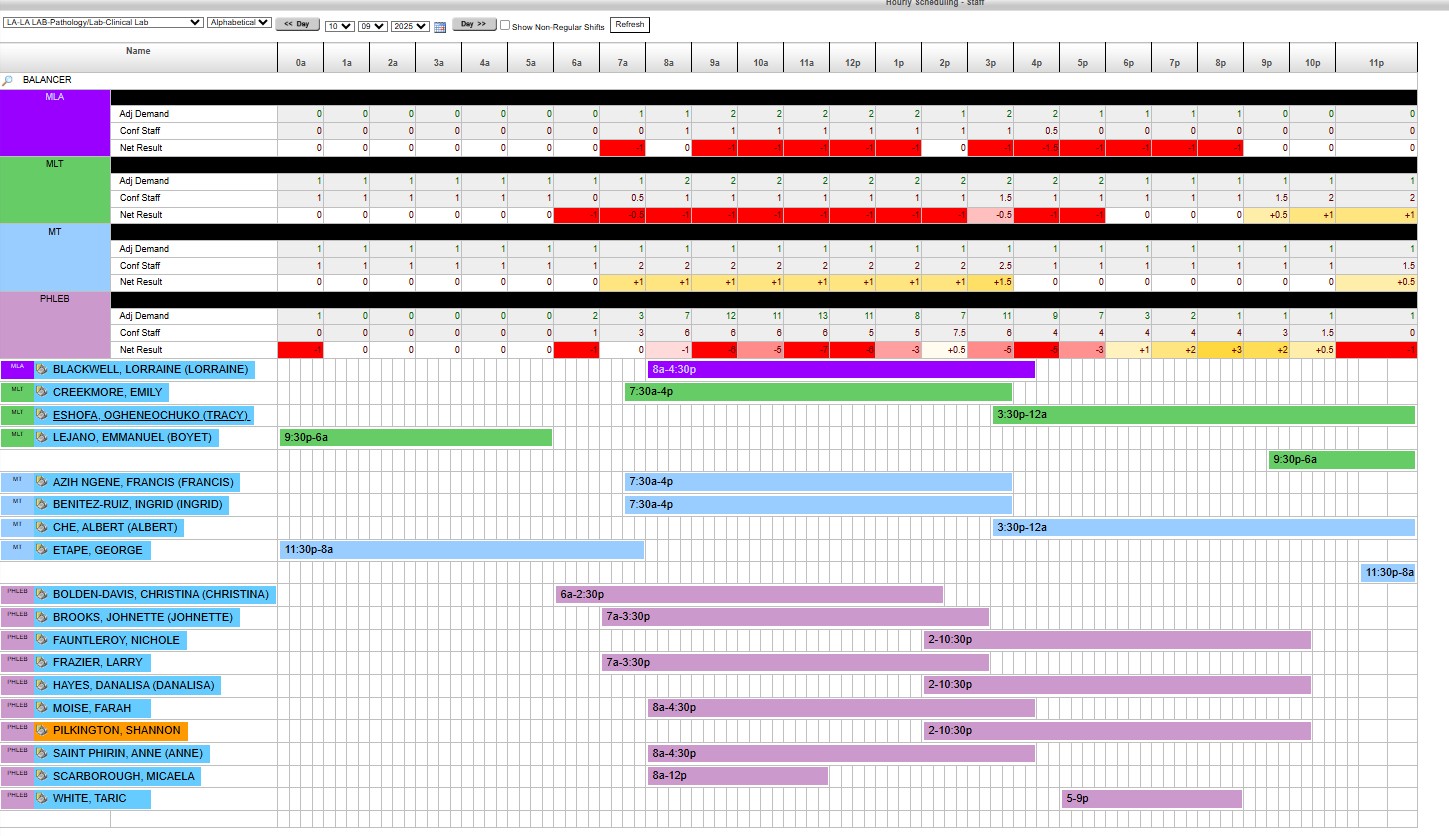 Hourly Scheduling - Staff
LA-LA LAB-Pathology/Lab-Clinical Lab Alphabetical << Day 10 09 2025 Day >> Show Non-Regular Shifts Refresh
Name 0a 1a 2a 3a 4a 5a 6a 7a 8a 9a 10a 11a 12p 1p 2p 3p 4p 5p 6p 7p 8p 9p 10p 11p
BALANCER
MLA
Adj Demand 0 0 0 0 0 0 0 1 1 2 2 2 2 2 1 2 2 1 1 1 1 0 0 0
Conf Staff 0 0 0 0 0 0 0 0 1 1 1 1 1 1 1 1 0.5 0 0 0 0 0 0 0
Net Result 0 0 0 0 0 0 0 -1 0 -1 -1 -1 -1 -1 0 -1 -1.5 -1 -1 -1 -1 0 0 0
MLT
Adj Demand 1 1 1 1 1 1 1 1 2 2 2 2 2 2 2 2 2 2 1 1 1 1 1 1
Conf Staff 1 1 1 1 1 1 0 0.5 1 1 1 1 1 1 1 1.5 1 1 1 1 1 1.5 2 2
Net Result 0 0 0 0 0 0 -1 -0.5 -1 -1 -1 -1 -1 -1 -1 -0.5 -1 -1 0 0 0 +0.5 +1 +1
MT
Adj Demand 1 1 1 1 1 1 1 1 1 1 1 1 1 1 1 1 1 1 1 1 1 1 1 1
Conf Staff 1 1 1 1 1 1 1 2 2 2 2 2 2 2 2 2.5 1 1 1 1 1 1 1 1.5
Net Result 0 0 0 0 0 0 0 +1 +1 +1 +1 +1 +1 +1 +1 +1.5 0 0 0 0 0 0 0 +0.5
PHLEB
Adj Demand 1 0 0 0 0 0 2 3 7 12 11 13 11 8 7 11 9 7 3 2 1 1 1 1
Conf Staff 0 0 0 0 0 0 1 3 6 6 6 6 5 5 7.5 6 4 4 4 4 4 3 1.5 0
Net Result -1 0 0 0 0 0 -1 0 -1 -6 -5 -7 -6 -3 +0.5 -5 -5 -3 +1 +2 +3 +2 +0.5 -1
MLA BLACKWELL, LORRAINE (LORRAINE) 8a-4:30p
MLT CREEKMORE, EMILY 7:30a-4p
MLT ESHOFA, OGHENEOCHUKO (TRACY) 3:30p-12a
MLT LEJANO, EMMANUEL (BOYET) 9:30p-6a
9:30p-6a
MT AZIH NGENE, FRANCIS (FRANCIS) 7:30a-4p
MT BENITEZ-RUIZ, INGRID (INGRID) 7:30a-4p
MT CHE, ALBERT (ALBERT) 3:30p-12a
MT ETAPE, GEORGE 11:30p-8a
11:30p-8a
PHLEB BOLDEN-DAVIS, CHRISTINA (CHRISTINA) 6a-2:30p
PHLEB BROOKS, JOHNETTE (JOHNETTE) 7a-3:30p
PHLEB FAUNTLEROY, NICHOLE 2-10:30p
PHLEB FRAZIER, LARRY 7a-3:30p
PHLEB HAYES, DANALISA (DANALISA) 2-10:30p
PHLEB MOISE, FARAH 8a-4:30p
PHLEB PILKINGTON, SHANNON 2-10:30p
PHLEB SAINT PHIRIN, ANNE (ANNE) 8a-4:30p
PHLEB SCARBOROUGH, MICAELA 8a-12p
PHLEB WHITE, TARIC 5-9p